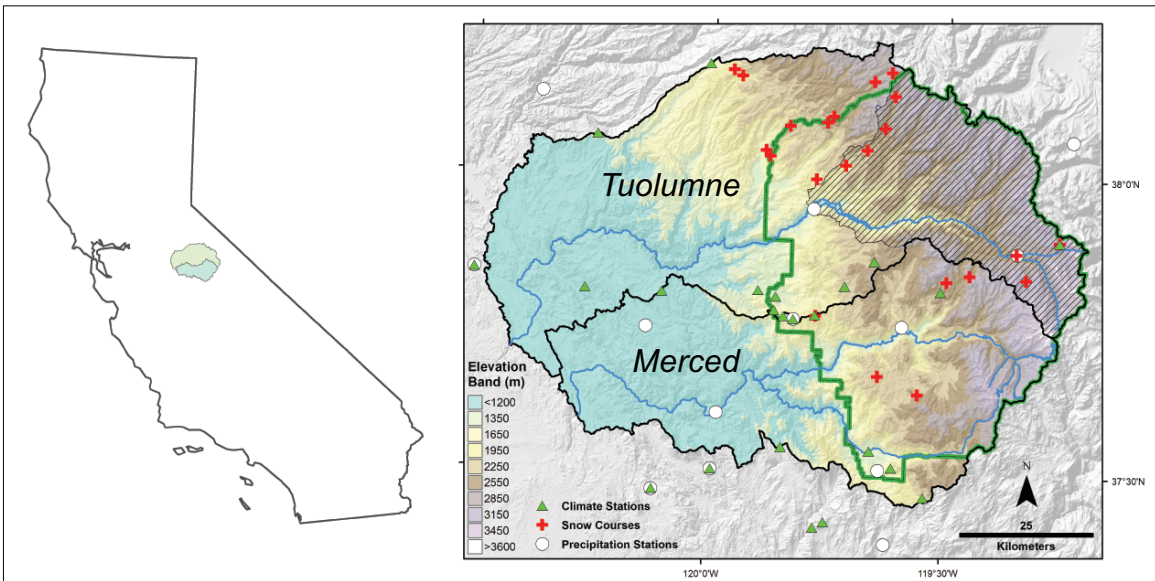 Tuolumne
Merced
38°0'N
37°30'N
120°0'W
119°30'W
Elevation
Band (m)
<1200
1350
1650
1950
2250
2550
2850
3150
3450
>3600
Climate Stations
Snow Courses
Precipitation Stations
N
25
Kilometers